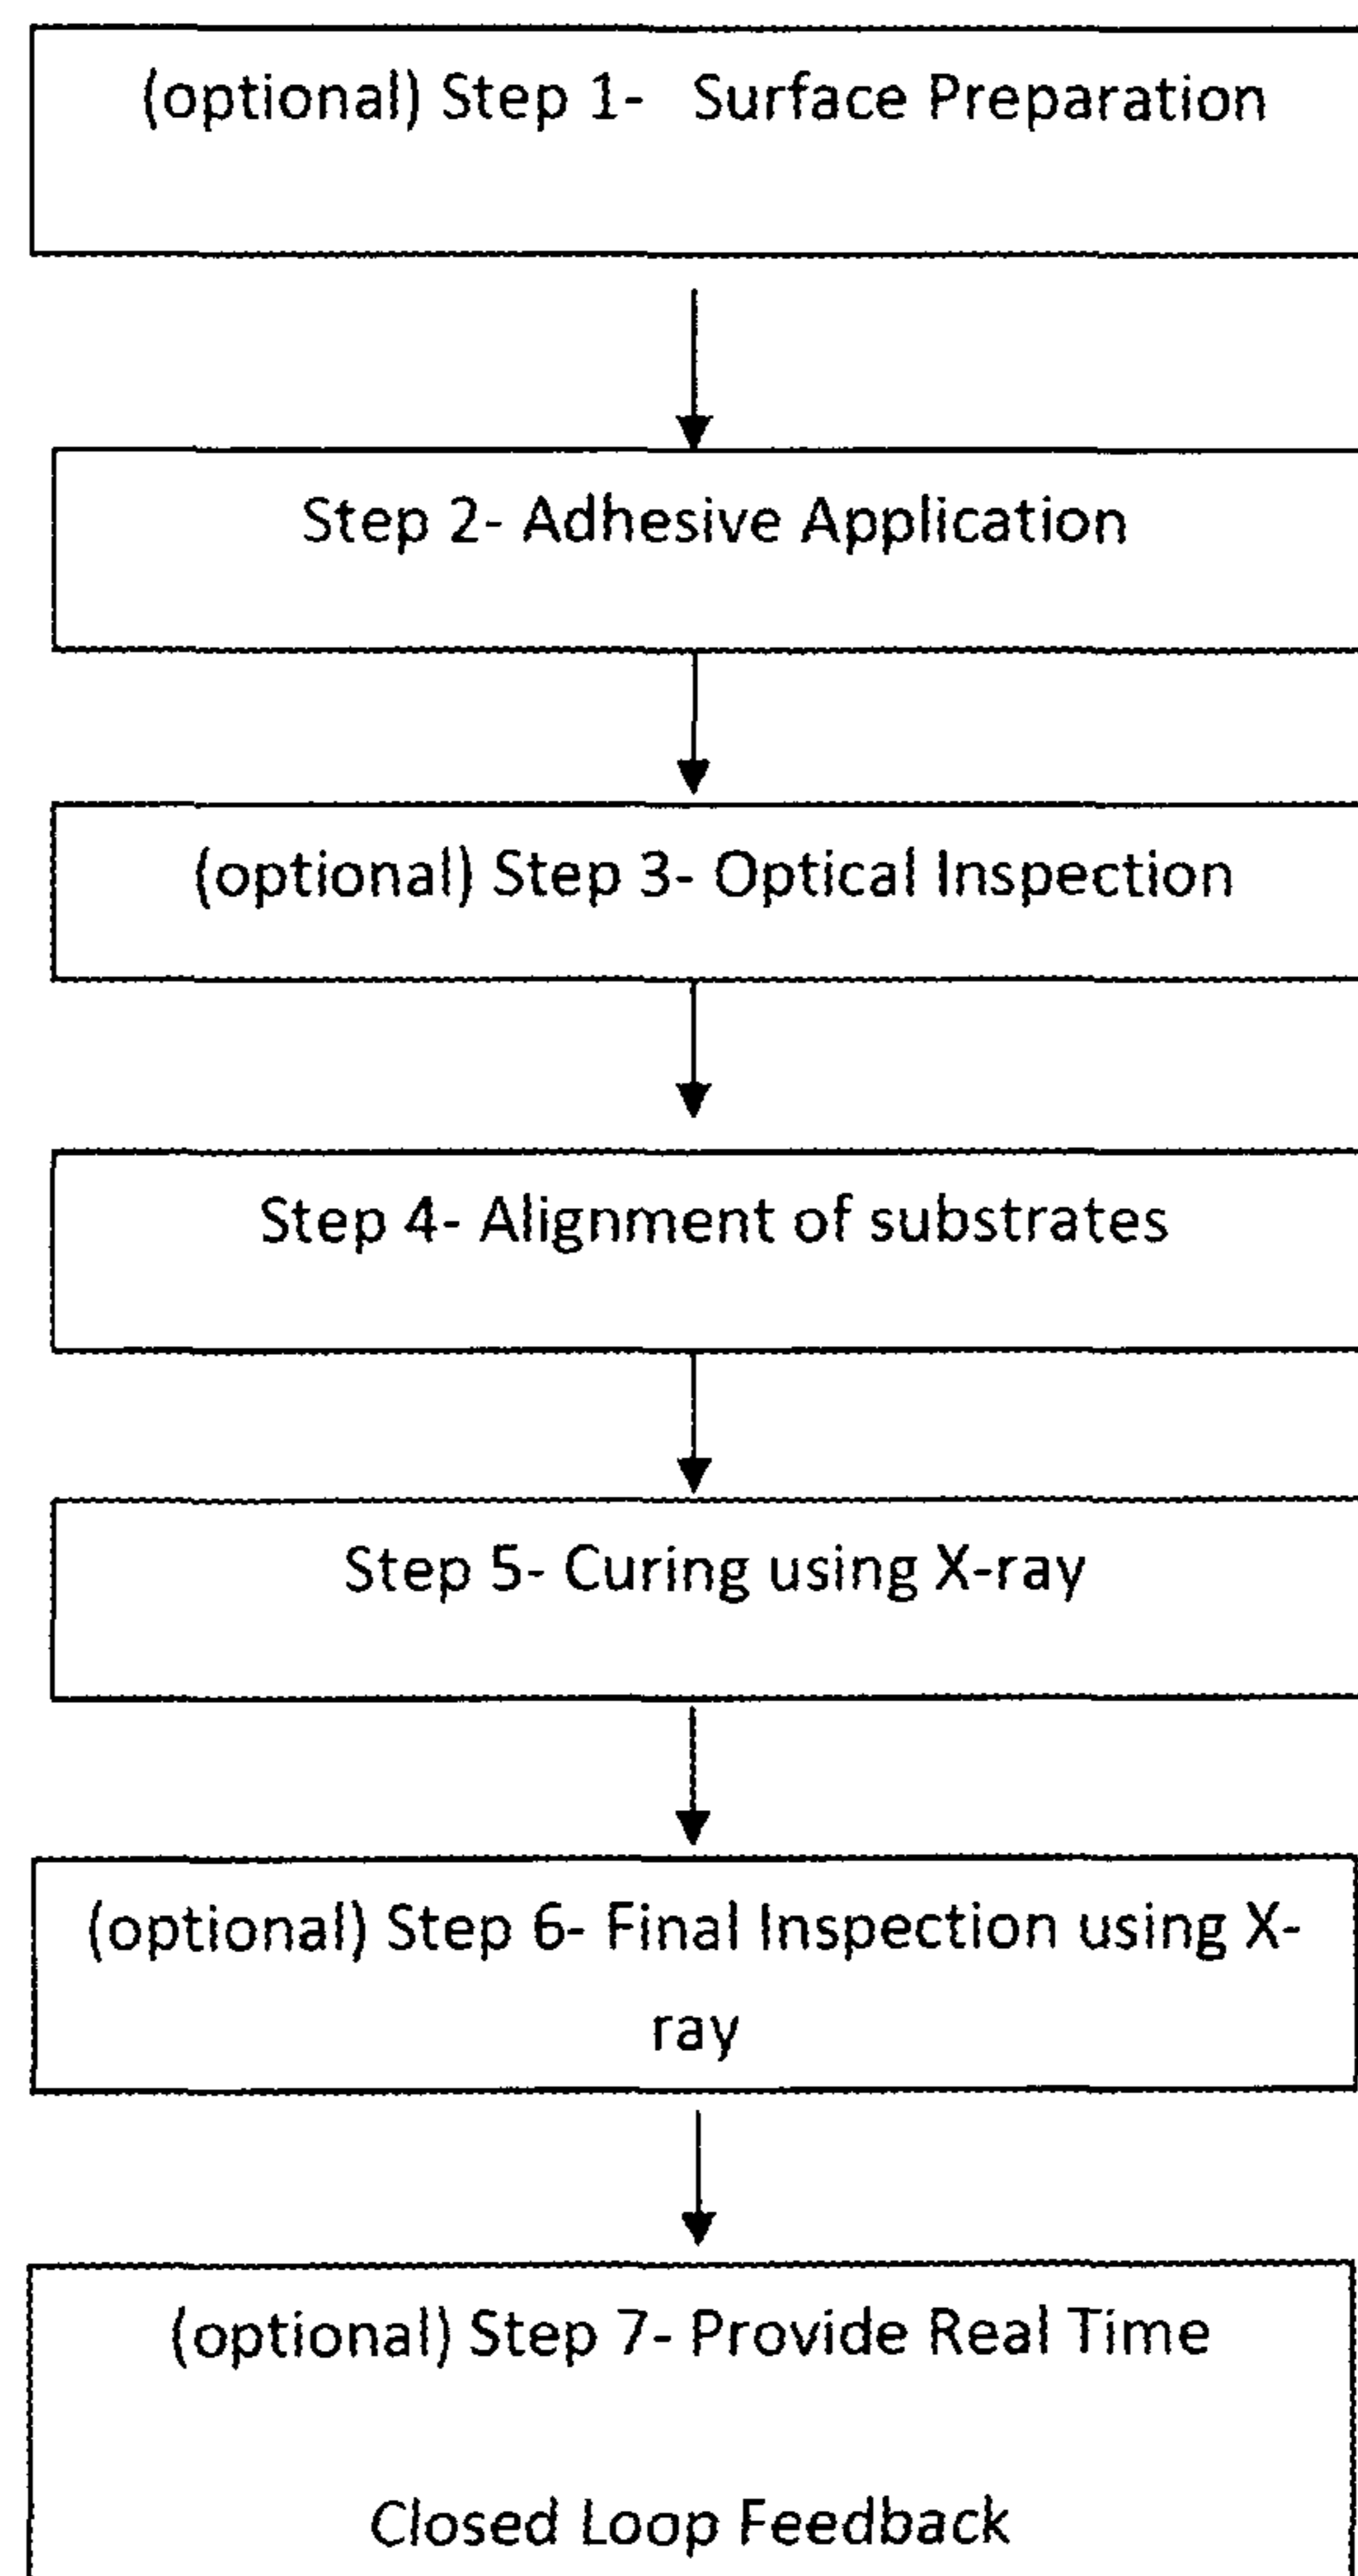 (optional) Step 1- Surface Preparation
Step 2- Adhesive Application
(optional) Step 3- Optical Inspection
Step 4- Alignment of substrates
Step 5- Curing using X-ray
(optional) Step 6- Final Inspection using X-
ray
(optional) Step 7- Provide Real Time
Closed Loop Feedback